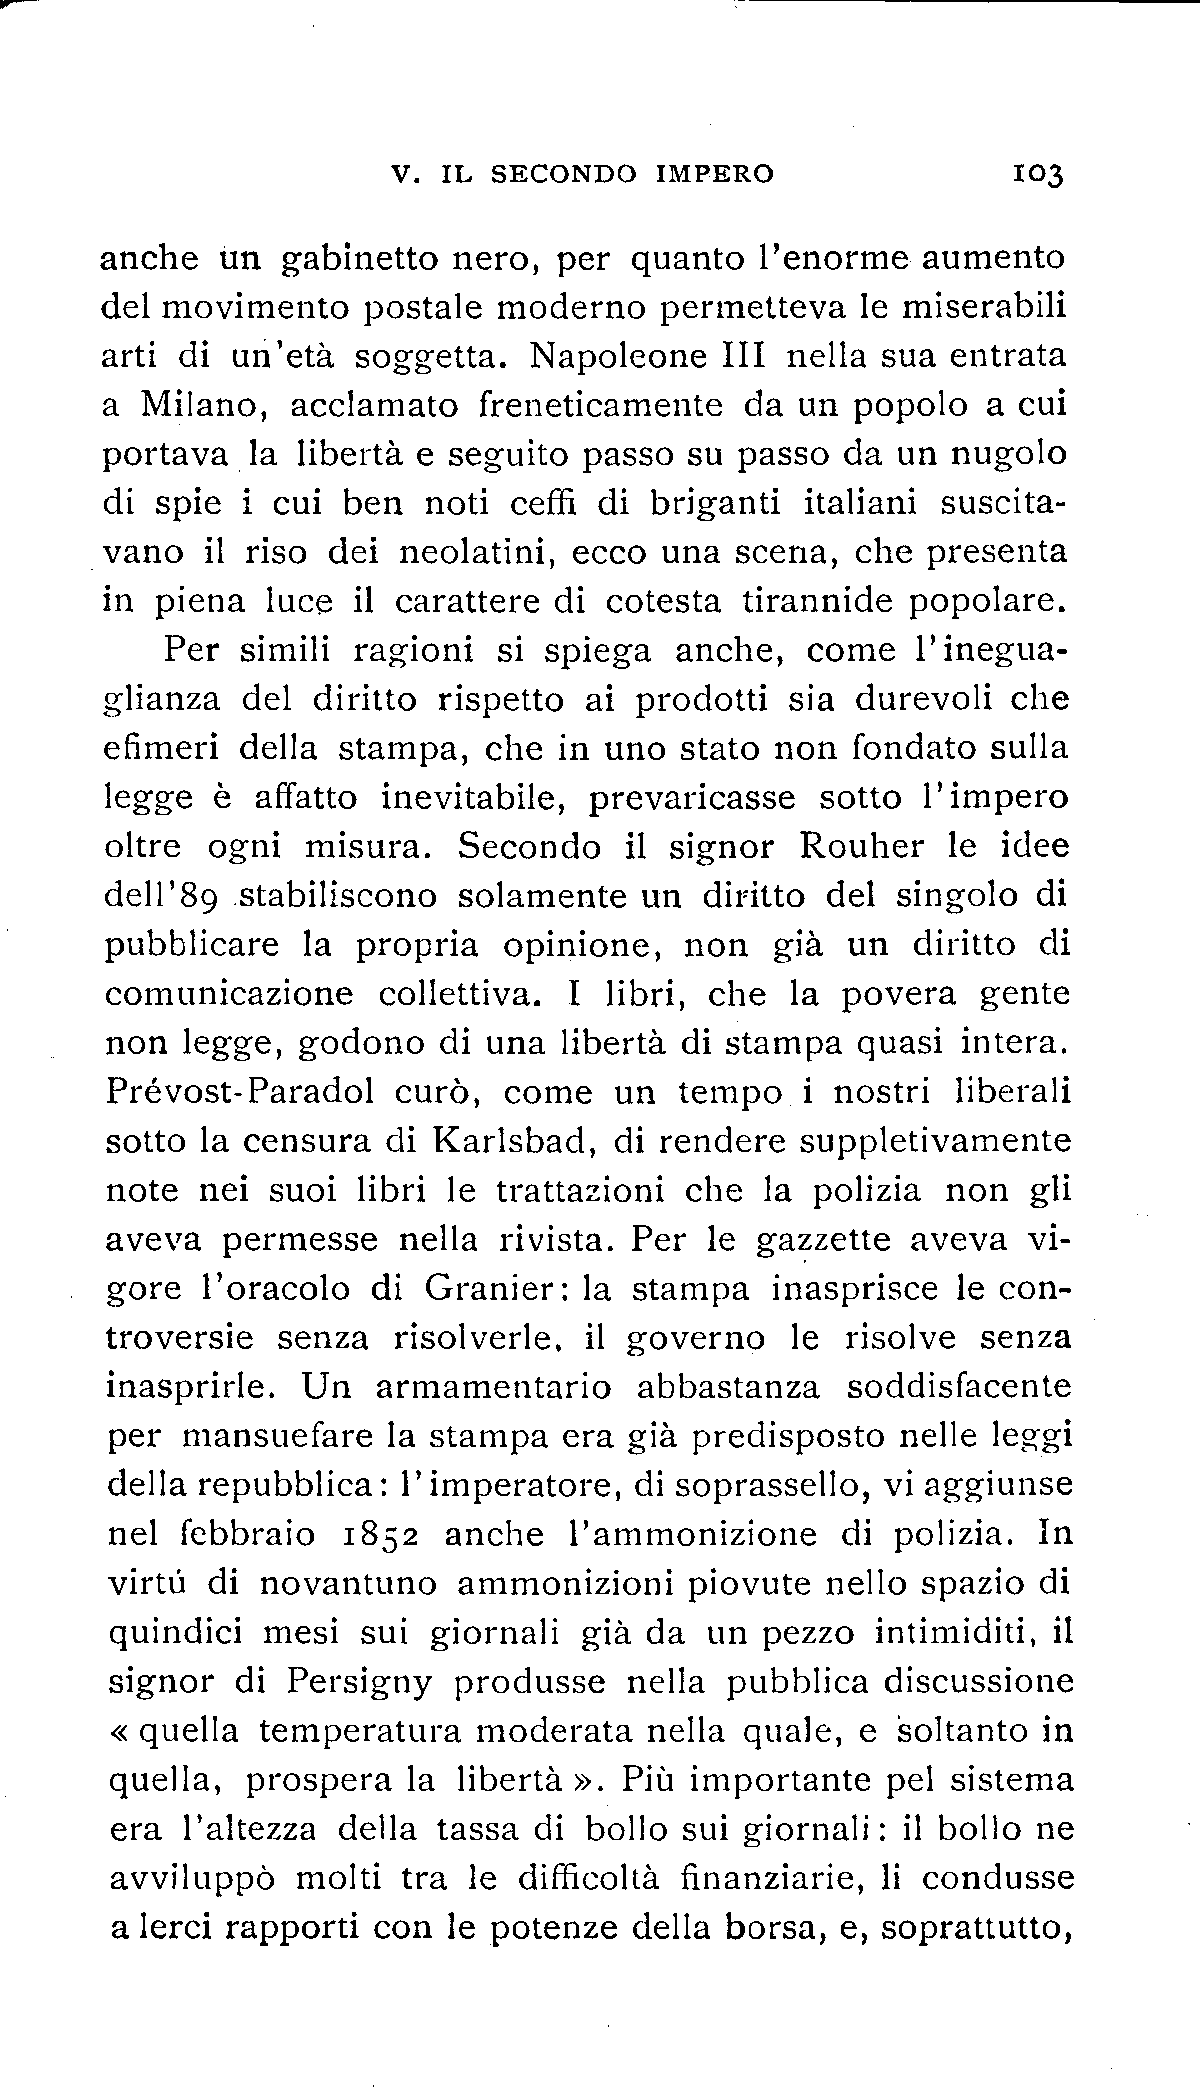 V. IL SECONDO IMPERO 103
anche un gabinetto nero, per quanto l'enorme aumento
del movimento postale moderno permetteva le miserabili
arti di un'età soggetta. Napoleone III nella sua entrata
a Milano, acclamato freneticamente da un popolo a cui
portava la libertà e seguito passo su passo da un nugolo
di spie i cui ben noti ceffi di briganti italiani suscita-
vano il riso dei neolatini, ecco una scena, che presenta
in piena luce il carattere di cotesta tirannide popolare.
Per simili ragioni si spiega anche, come l'inegua-
glianza del diritto rispetto ai prodotti sia durevoli che
efimeri della stampa, che in uno stato non fondato sulla
legge è affatto inevitabile, prevaricasse sotto l'impero
oltre ogni misura. Secondo il signor Rouher le idee
dell'89 stabiliscono solamente un diritto del singolo di
pubblicare la propria opinione, non già un diritto di
comunicazione collettiva. I libri, che la povera gente
non legge, godono di una libertà di stampa quasi intera.
Prévost-Paradol curò, come un tempo i nostri liberali
sotto la censura di Karlsbad, di rendere suppletivamente
note nei suoi libri le trattazioni che la polizia non gli
aveva permesse nella rivista. Per le gazzette aveva vi-
gore l'oracolo di Granier: la stampa inasprisce le con-
troversie senza risolverle, il governo le risolve senza
inasprirle. Un armamentario abbastanza soddisfacente
per mansuefare la stampa era già predisposto nelle leggi
della repubblica: l'imperatore, di soprassello, vi aggiunse
nel febbraio 1852 anche l'ammonizione di polizia. In
virtú di novantuno ammonizioni piovute nello spazio di
quindici mesi sui giornali già da un pezzo intimiditi, il
signor di Persigny produsse nella pubblica discussione
« quella temperatura moderata nella quale, e soltanto in
quella, prospera la libertà ». Più importante pel sistema
era l'altezza della tassa di bollo sui giornali: il bollo ne
avviluppò molti tra le difficoltà finanziarie, li condusse
a lerci rapporti con le potenze della borsa, e, soprattutto,